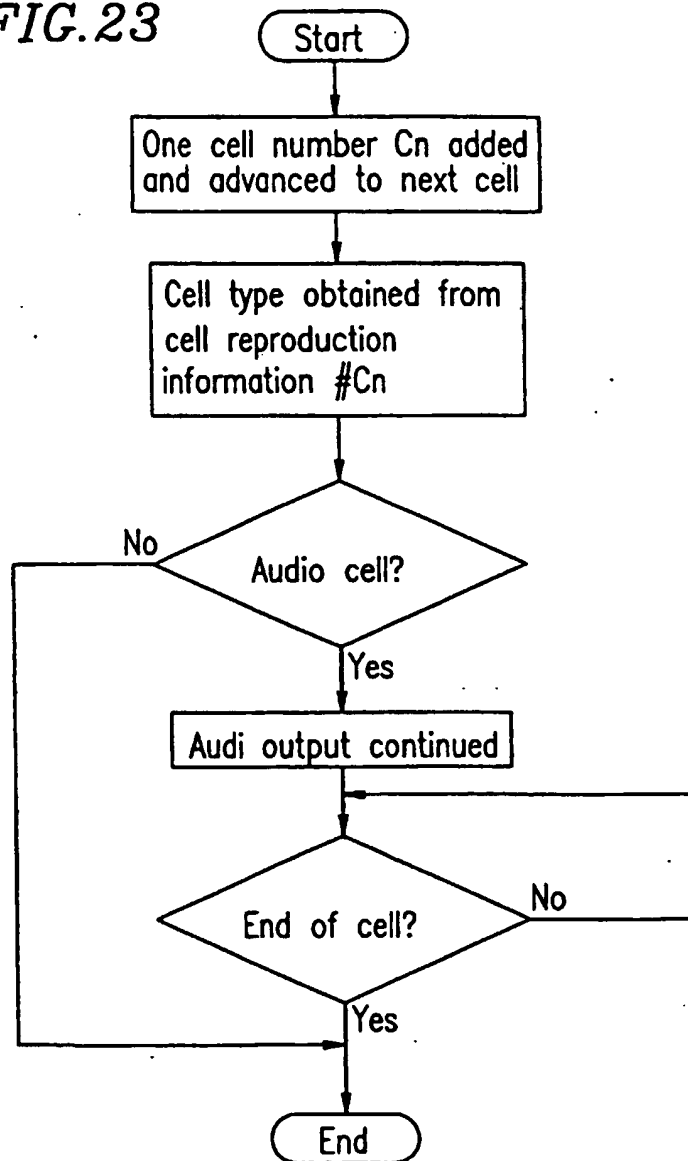 FIG.23
Start
One cell number Cn added
and advanced to next cell
Cell type obtained from
cell reproduction
information #Cn
No
Audio cell?
Yes
Audi output continued
No
End of cell?
Yes
End